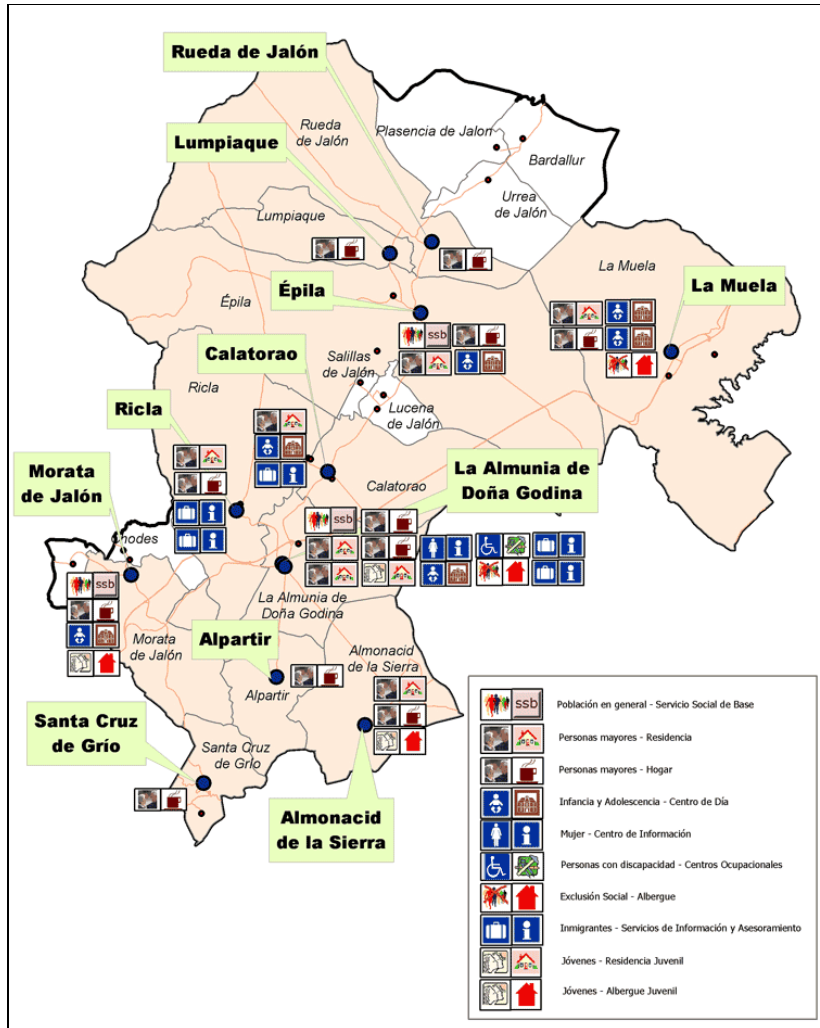 Rueda de Jalón
Rueda
de Jalón
Plasencia de Jalon
Bardallur
Lumpiaque
Urrea
de Jalón
Lumpiaque
La Muela
La Muela
Épila
Épila
ssb
Calatorao
Salillas
de Jalón
Ricla
Lucena
de Jalón
Ricla
La Almunia de
Doña Godina
Calatorao
Morata
de Jalón
ssb
Chodes
ssb
La Almunia de
Doña Godina
Morata
de Jalón
Alpartir
Almonacid
de la Sierra
Alpartir
Santa Cruz
de Grío
Santa Cruz
de Grío
Almonacid
de la Sierra
ssb Población en general - Servicio Social de Base
Personas mayores - Residencia
Personas mayores - Hogar
Infancia y Adolescencia - Centro de Día
Mujer - Centro de Información
Personas con discapacidad - Centros Ocupacionales
Exclusión Social - Albergue
Inmigrantes - Servicios de Información y Asesoramiento
Jóvenes - Residencia Juvenil
Jóvenes - Albergue Juvenil